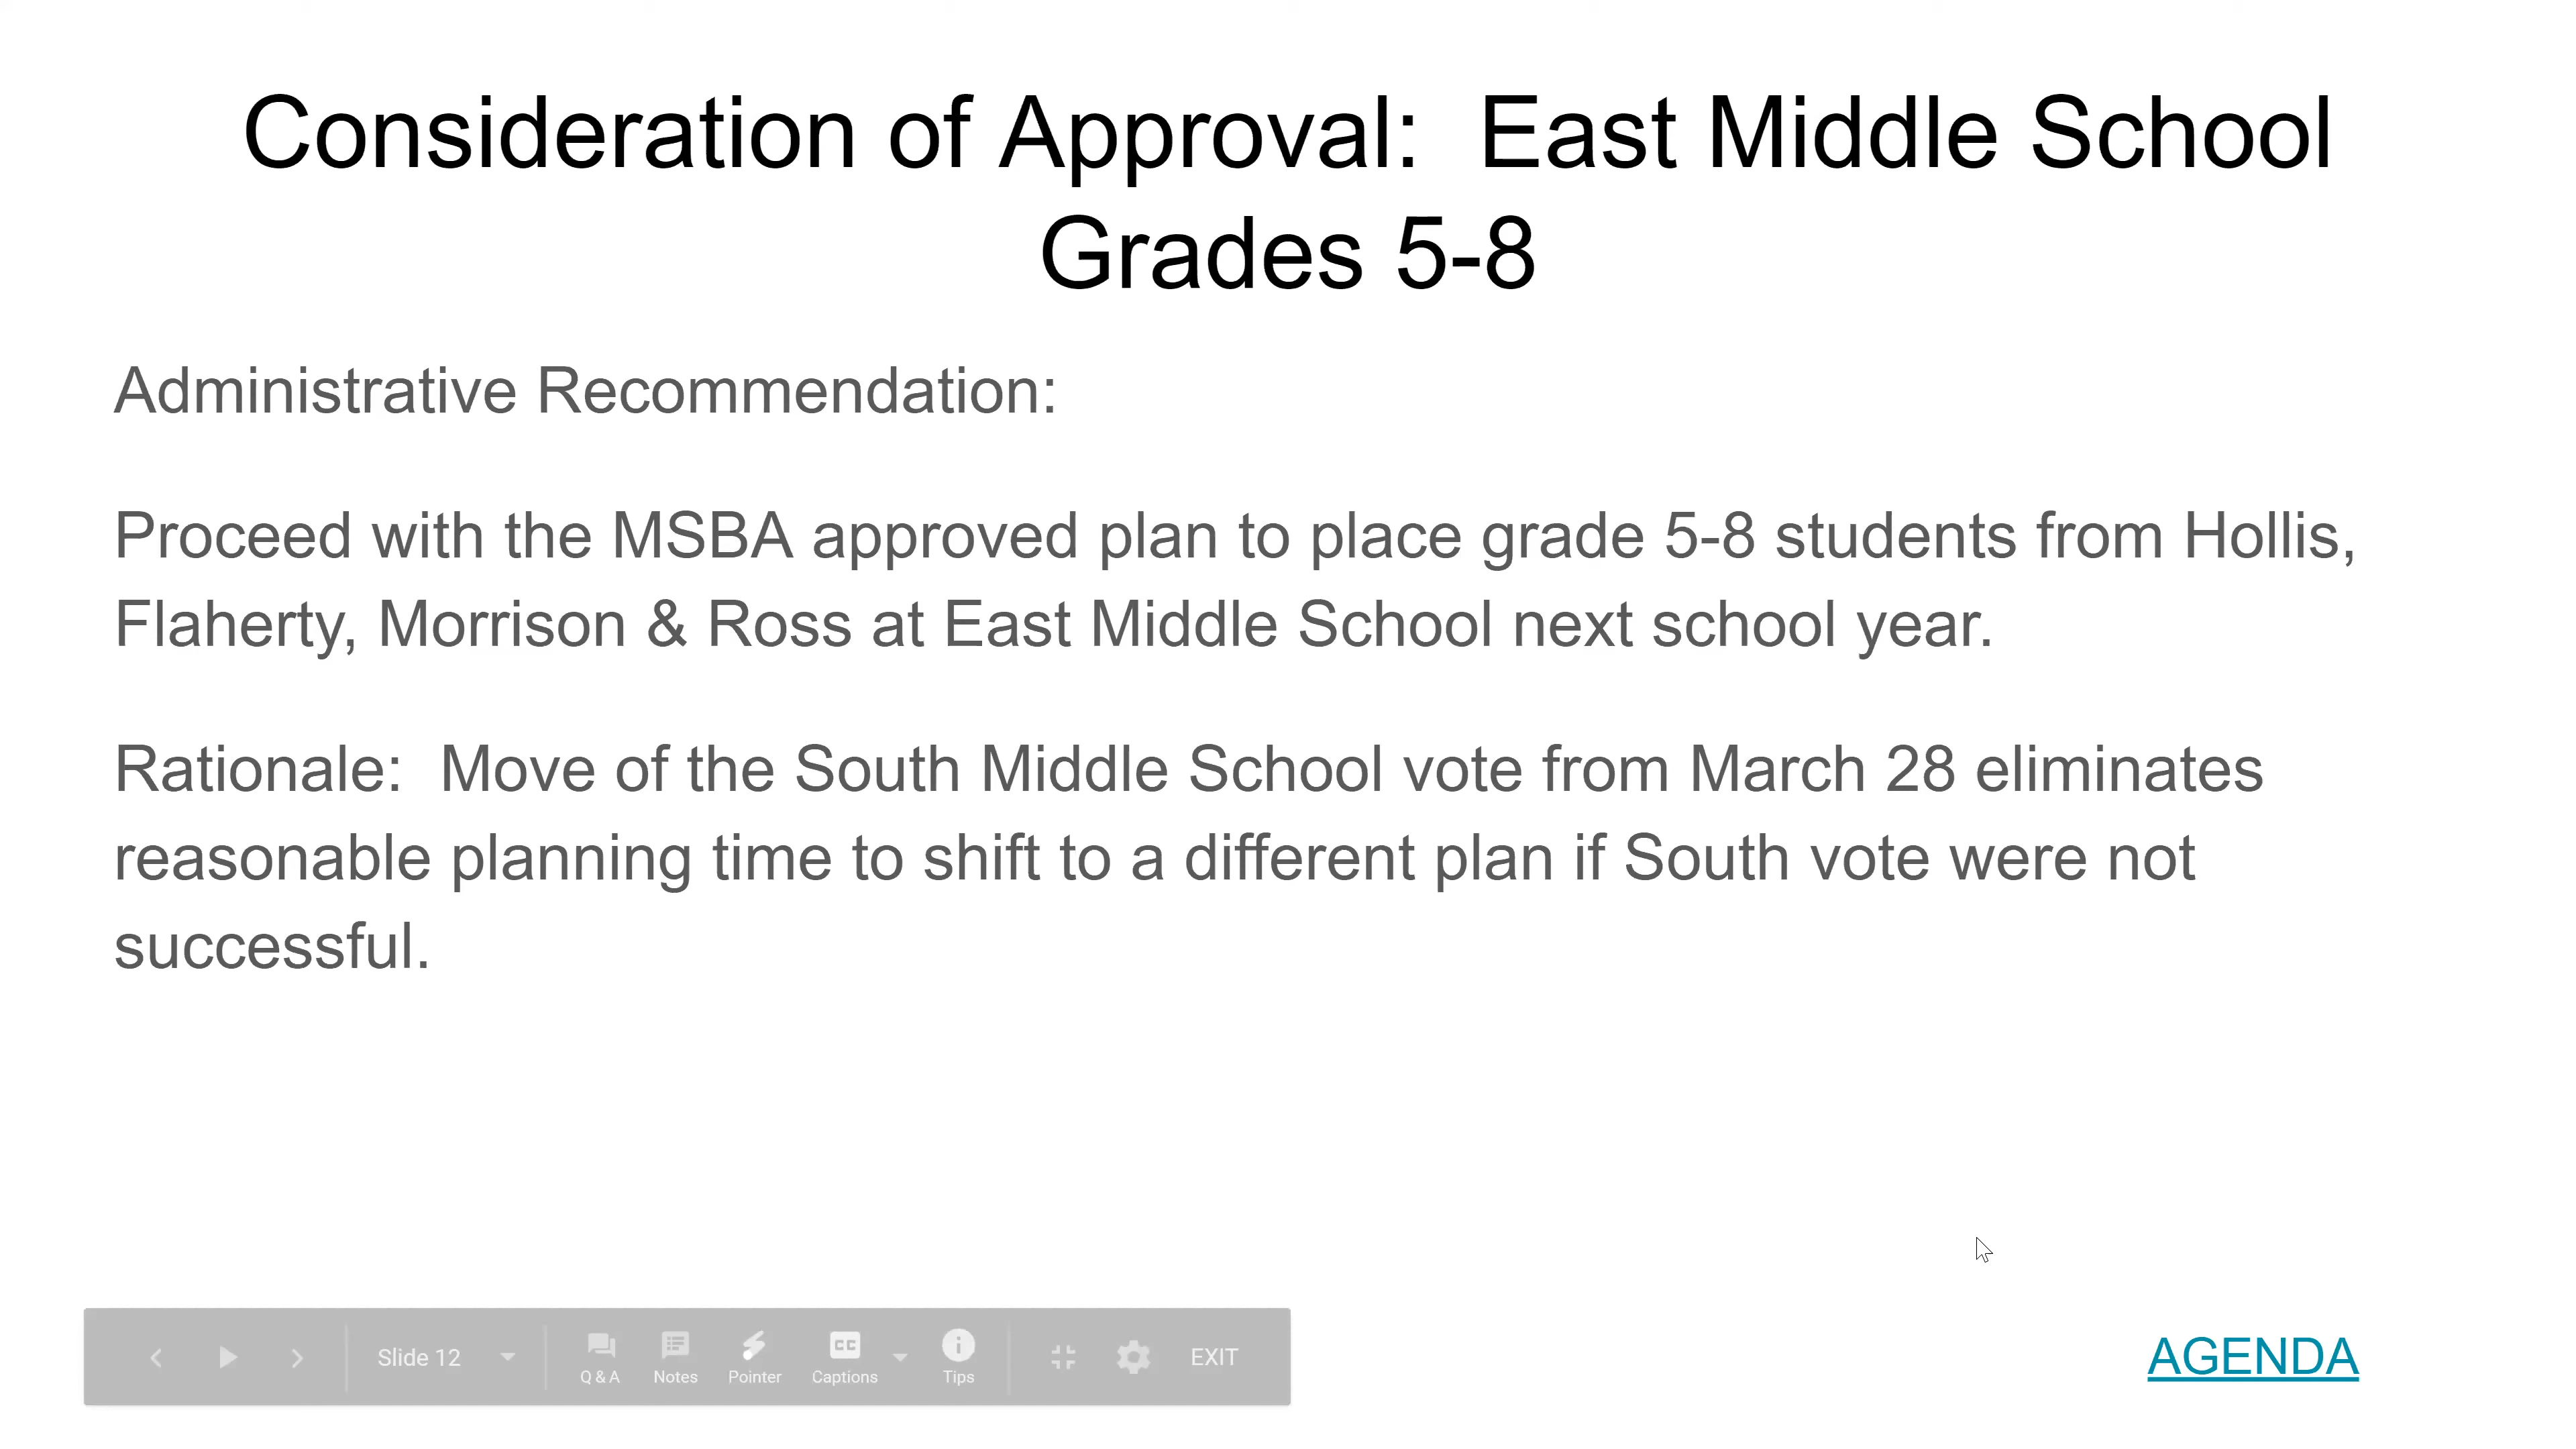 Consideration of Approval:  East Middle School
Grades 5-8
Administrative Recommendation:
Proceed with the MSBA approved plan to place grade 5-8 students from Hollis,
Flaherty, Morrison & Ross at East Middle School next school year.
Rationale:  Move of the South Middle School vote from March 28 eliminates
reasonable planning time to shift to a different plan if South vote were not
successful.
Slide 12
Q & A
Notes
Pointer
CC
Captions
Tips
EXIT
AGENDA